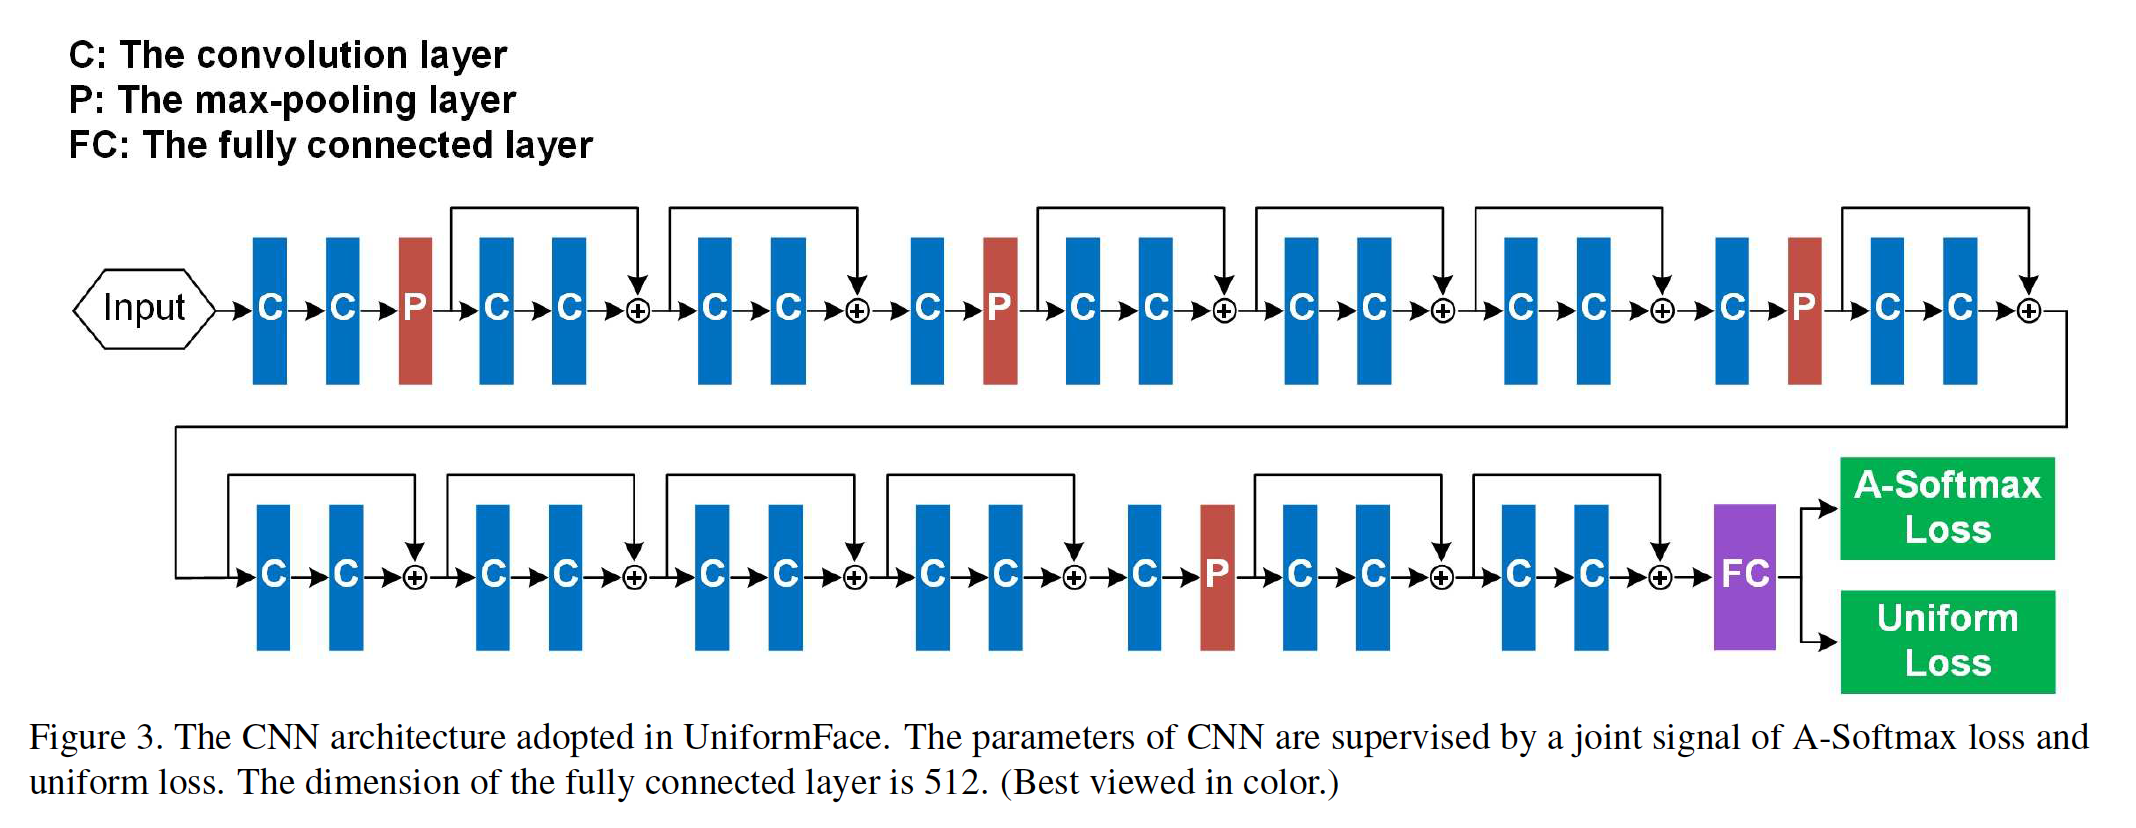 C: The convolution layer
P: The max-pooling layer
FC: The fully connected layer
Input C C P C C C C C P C C C C C C C P C C
C C C C C C C C C P C C C C FC
A-Softmax
Loss
Uniform
Loss
Figure 3. The CNN architecture adopted in UniformFace. The parameters of CNN are supervised by a joint signal of A-Softmax loss and
uniform loss. The dimension of the fully connected layer is 512. (Best viewed in color.)